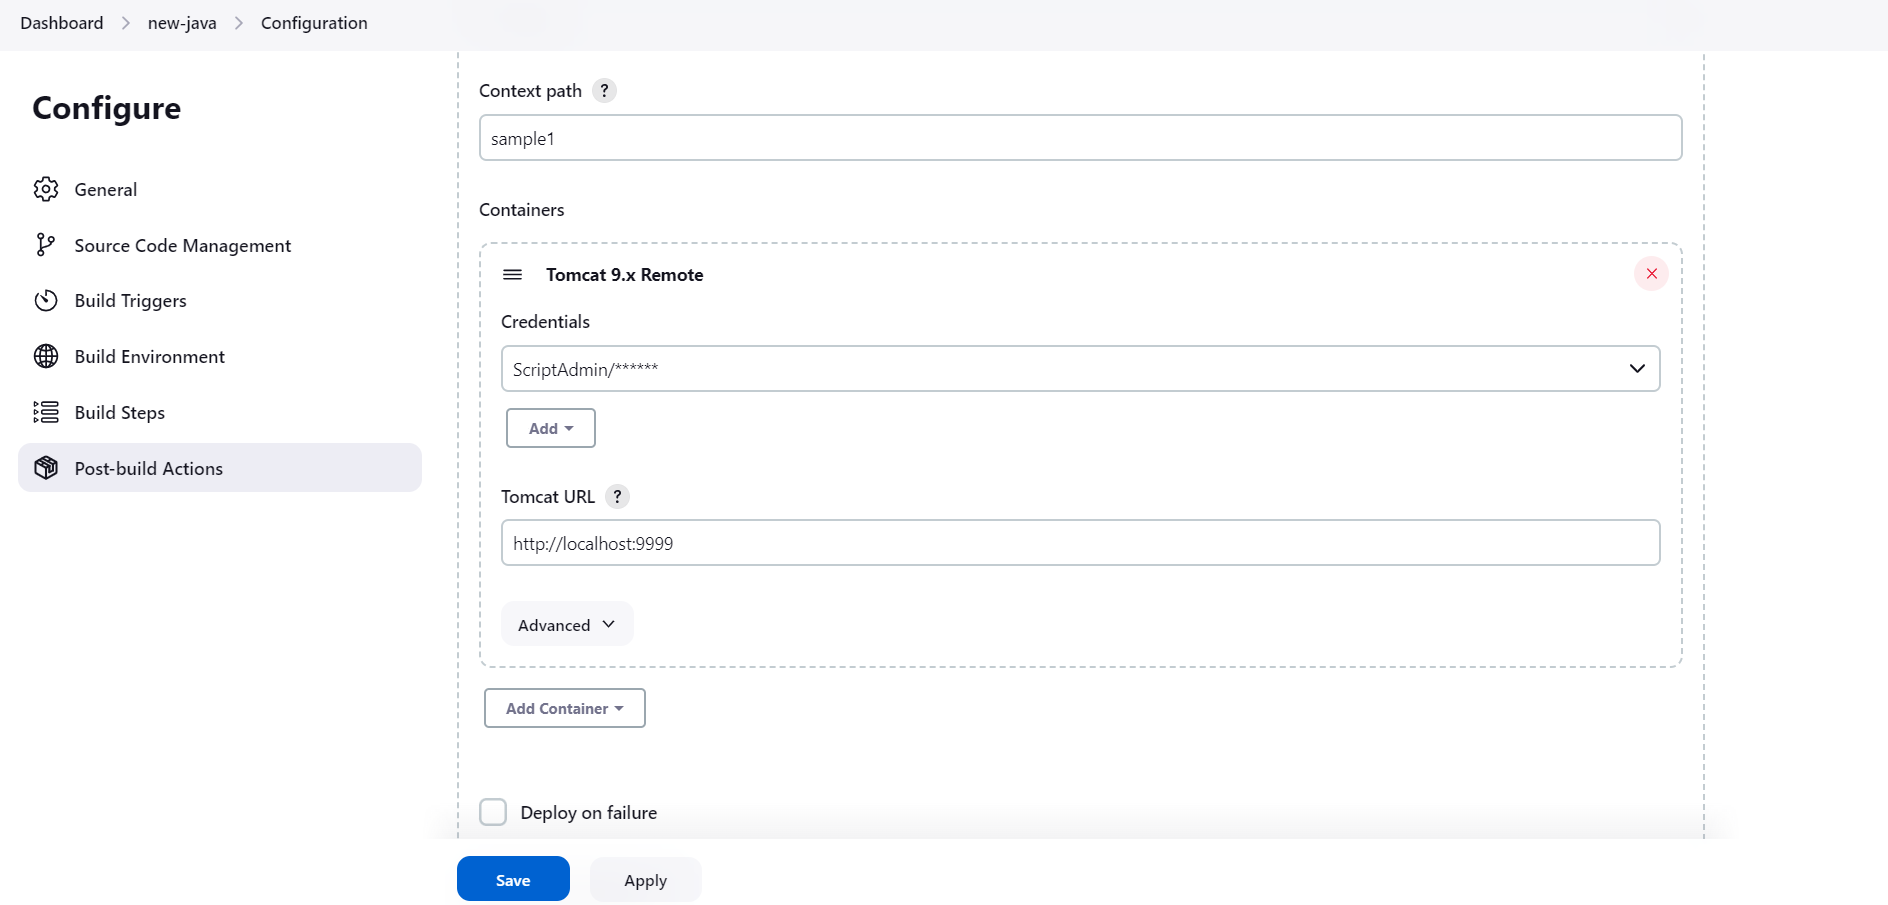 Dashboard > new-java > Configuration
Configure
General
Source Code Management
Build Triggers
Build Environment
Build Steps
Post-build Actions
Context path ?
sample1
Containers
Tomcat 9.x Remote
Credentials
ScriptAdmin/******
Add
Tomcat URL ?
http://localhost:9999
Advanced
Add Container
Deploy on failure
Save Apply